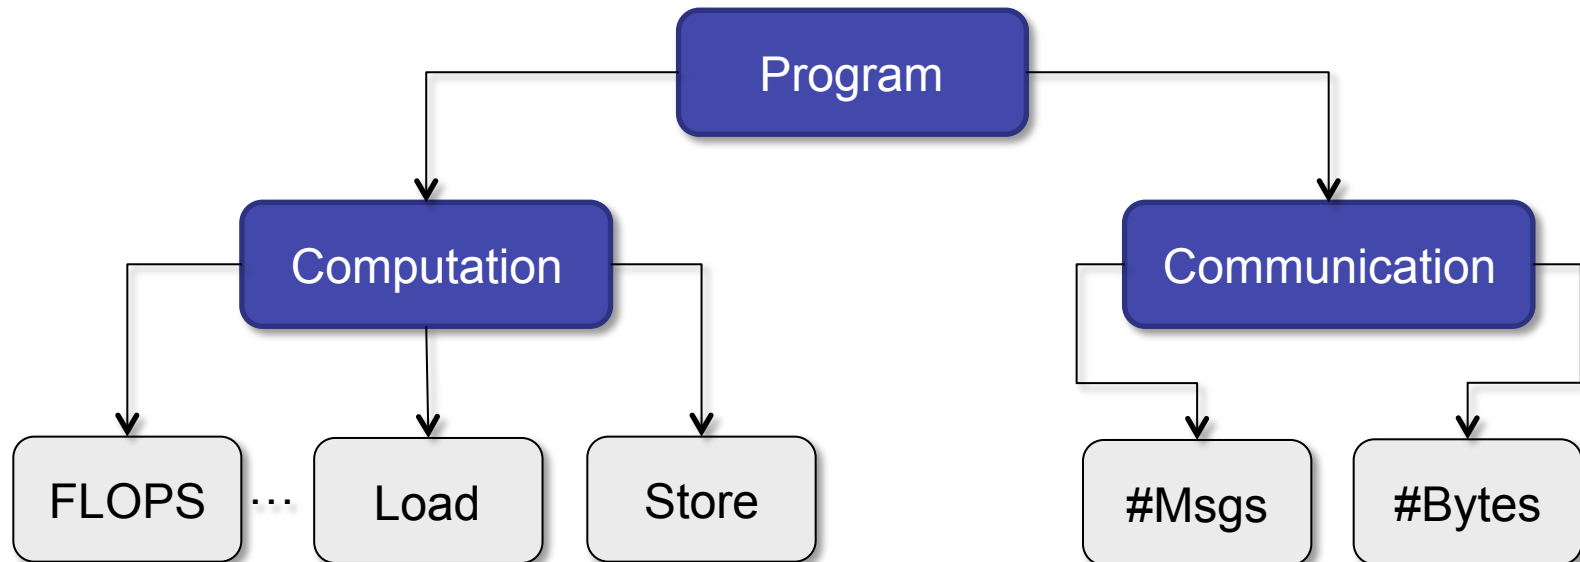 Program
Computation
Communication
FLOPS ... Load
Store
#Msgs
#Bytes